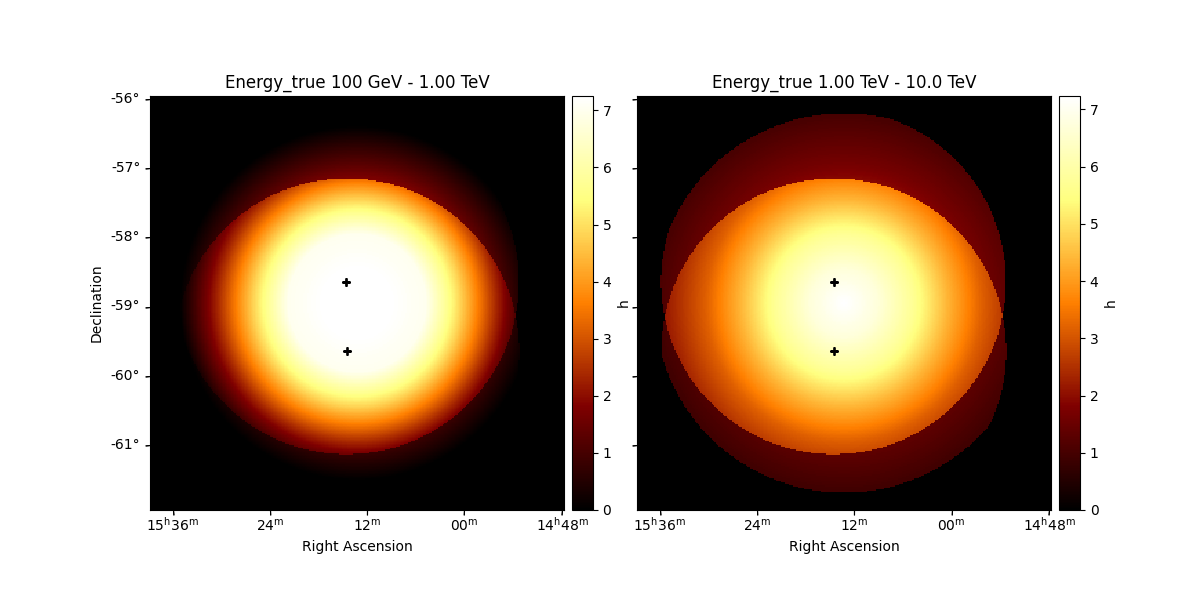 Energy_true 100 GeV - 1.00 TeV
Energy_true 1.00 TeV - 10.0 TeV
-56°
-57°
-58°
-59°
-60°
-61°
Declination
15ʰ36ᵐ
24ᵐ
12ᵐ
00ᵐ
14ʰ48ᵐ
Right Ascension
7
6
5
4
3
2
1
0
h
15ʰ36ᵐ
24ᵐ
12ᵐ
00ᵐ
14ʰ48ᵐ
Right Ascension
7
6
5
4
3
2
1
0
h